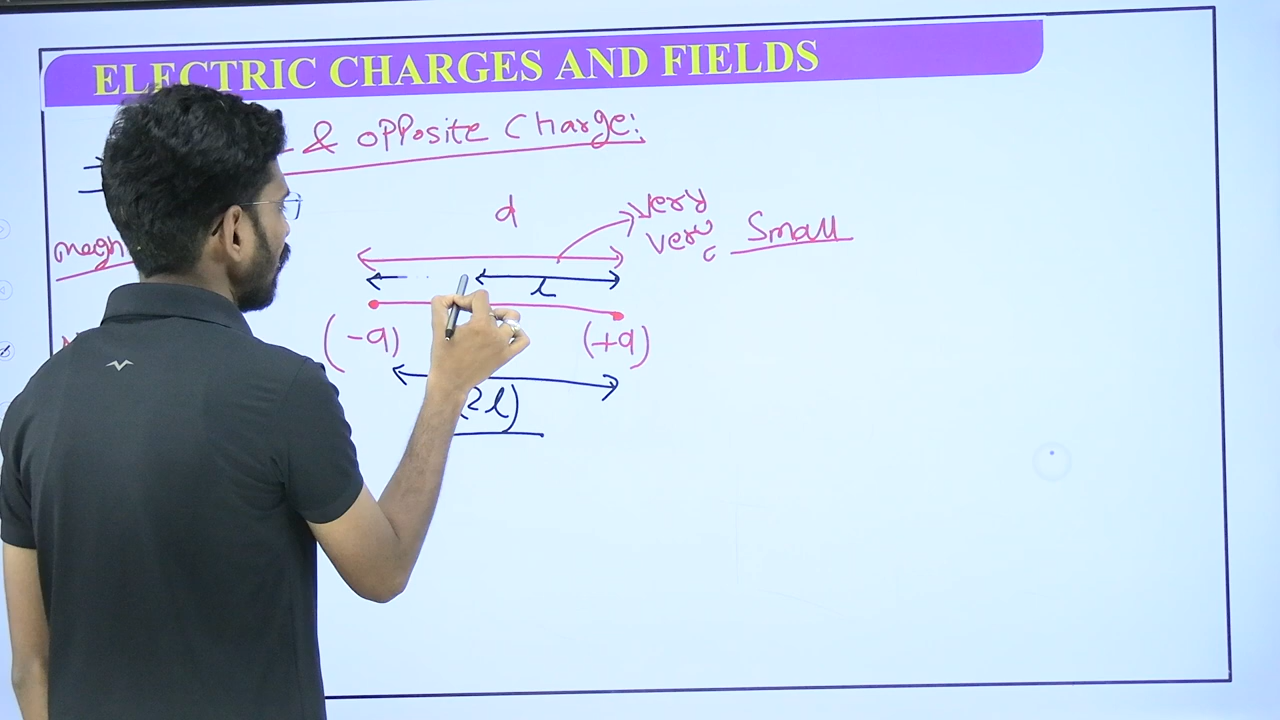 ELECTRIC CHARGES AND FIELDS
& opposite Charge:
d
very
very
Small
l
(-q)
(+q)
(2l)